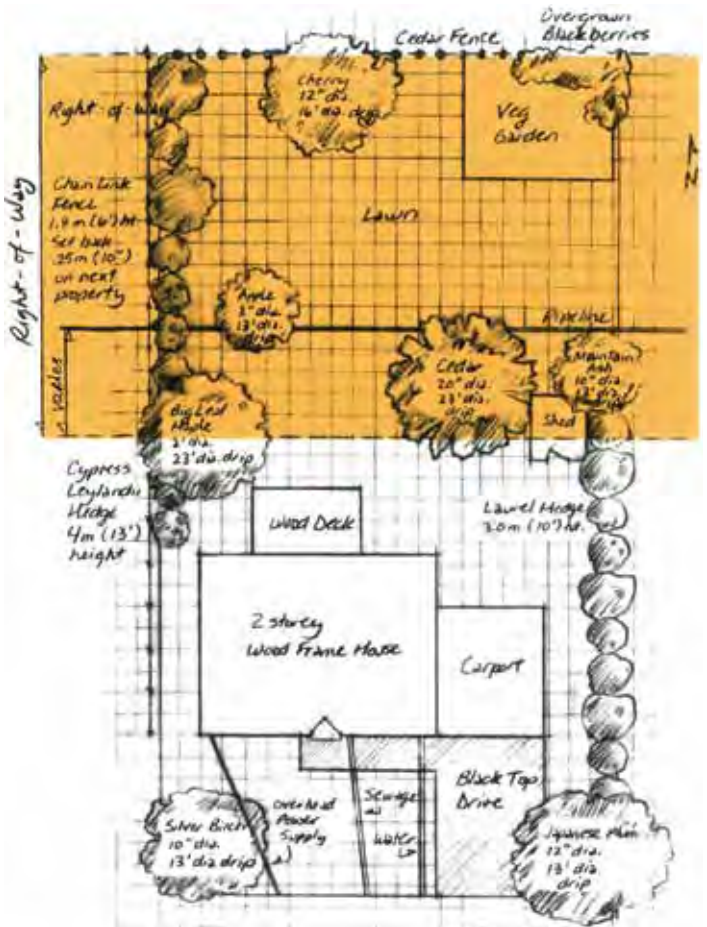 Overgrown
Blackberries
Cedar Fence
Cherry
12" dia.
16' dia. drip
Veg
Garden
Right-of-Way
Right-of-Way
Chain Link
Fence
1.9 m (6') ht.
Set back
.25m (10")
on next
property
Lawn
N
Apple
8" dia.
13' dia.
drip
Pipeline
Varies
Cedar
20" dia.
23' dia.
drip
Mountain
Ash
10" dia
Shed
Big Leaf
Maple
2' dia.
23' dia. drip
Cypress
Leylandii
Hedge
4m (13')
height
Wood Deck
Laurel Hedge
3.0m (10') ht.
2 storey
Wood Frame House
Carport
Black Top
Drive
Overhead
Power
Supply
Sewage
Water
Silver Birch
10" dia.
13' dia drip
Japanese Plum
12" dia.
13' dia
drip